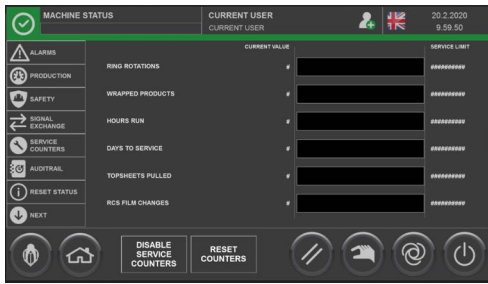 MACHINE STATUS
CURRENT USER
CURRENT USER
20.2.2020
9.59.50
ALARMS
PRODUCTION
SAFETY
SIGNAL
EXCHANGE
SERVICE
COUNTERS
AUDITRAIL
RESET STATUS
NEXT
CURRENT VALUE
SERVICE LIMIT
RING ROTATIONS # ##########
WRAPPED PRODUCTS # ##########
HOURS RUN # ##########
DAYS TO SERVICE # ##########
TOPSHEETS PULLED # ##########
RCS FILM CHANGES # ##########
DISABLE
SERVICE
COUNTERS
RESET
COUNTERS